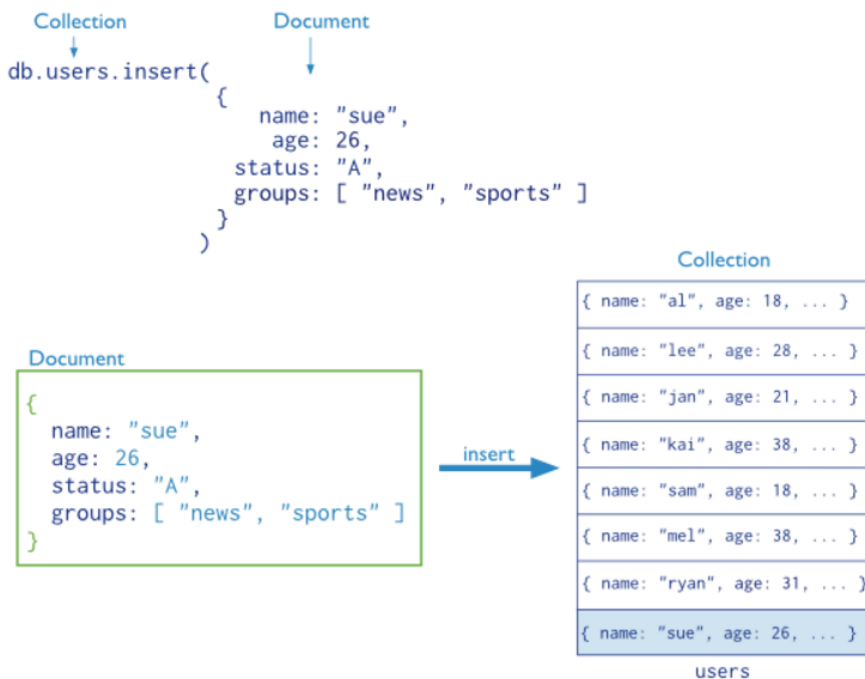 Collection
Document
db.users.insert(
{
name: "sue",
age: 26,
status: "A",
groups: [ "news", "sports" ]
}
)
Document
{
name: "sue",
age: 26,
status: "A",
groups: [ "news", "sports" ]
}
insert
Collection
{ name: "al", age: 18, ... }
{ name: "lee", age: 28, ... }
{ name: "jan", age: 21, ... }
{ name: "kai", age: 38, ... }
{ name: "sam", age: 18, ... }
{ name: "mel", age: 38, ... }
{ name: "ryan", age: 31, ... }
{ name: "sue", age: 26, ... }
users